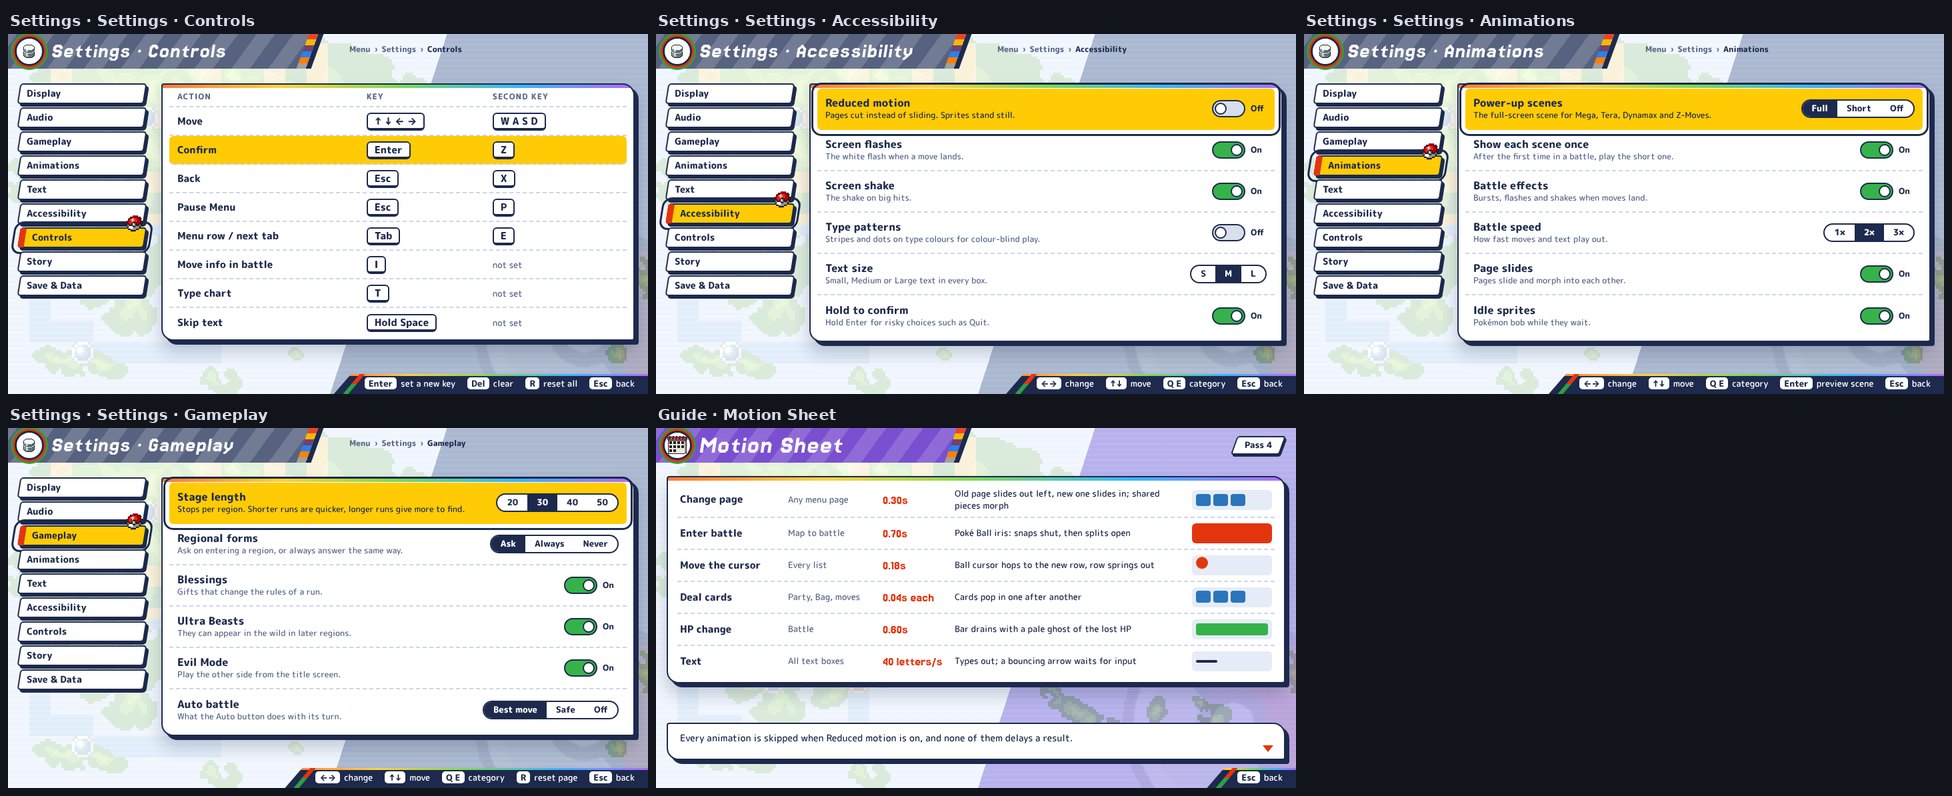 Settings · Settings · Controls
Settings · Controls
Menu › Settings › Controls
Display
Audio
Gameplay
Animations
Text
Accessibility
Controls
Story
Save & Data
ACTION KEY SECOND KEY
Move ↑ ↓ ← → W A S D
Confirm Enter Z
Back Esc X
Pause Menu Esc P
Menu row / next tab Tab E
Move info in battle I not set
Type chart T not set
Skip text Hold Space not set
Enter set a new key Del clear R reset all Esc back
Settings · Settings · Accessibility
Settings · Accessibility
Menu › Settings › Accessibility
Display
Audio
Gameplay
Animations
Text
Accessibility
Controls
Story
Save & Data
Reduced motion Off
Pages cut instead of sliding. Sprites stand still.
Screen flashes On
The white flash when a move lands.
Screen shake On
The shake on big hits.
Type patterns Off
Stripes and dots on type colours for colour-blind play.
Text size S M L
Small, Medium or Large text in every box.
Hold to confirm On
Hold Enter for risky choices such as Quit.
←→ change ↑↓ move Q E category Esc back
Settings · Settings · Animations
Settings · Animations
Menu › Settings › Animations
Display
Audio
Gameplay
Animations
Text
Accessibility
Controls
Story
Save & Data
Power-up scenes Full Short Off
The full-screen scene for Mega, Tera, Dynamax and Z-Moves.
Show each scene once On
After the first time in a battle, play the short one.
Battle effects On
Bursts, flashes and shakes when moves land.
Battle speed 1× 2× 3×
How fast moves and text play out.
Page slides On
Pages slide and morph into each other.
Idle sprites On
Pokémon bob while they wait.
←→ change ↑↓ move Q E category Enter preview scene Esc back
Settings · Settings · Gameplay
Settings · Gameplay
Menu › Settings › Gameplay
Display
Audio
Gameplay
Animations
Text
Accessibility
Controls
Story
Save & Data
Stage length 20 30 40 50
Stops per region. Shorter runs are quicker, longer runs give more to find.
Regional forms Ask Always Never
Ask on entering a region, or always answer the same way.
Blessings On
Gifts that change the rules of a run.
Ultra Beasts On
They can appear in the wild in later regions.
Evil Mode On
Play the other side from the title screen.
Auto battle Best move Safe Off
What the Auto button does with its turn.
←→ change ↑↓ move Q E category R reset page Esc back
Guide · Motion Sheet
Motion Sheet
Pass 4
Change page Any menu page 0.30s Old page slides out left, new one slides in; shared
pieces morph
Enter battle Map to battle 0.70s Poké Ball iris: snaps shut, then splits open
Move the cursor Every list 0.18s Ball cursor hops to the new row, row springs out
Deal cards Party, Bag, moves 0.04s each Cards pop in one after another
HP change Battle 0.60s Bar drains with a pale ghost of the lost HP
Text All text boxes 40 letters/s Types out; a bouncing arrow waits for input
Every animation is skipped when Reduced motion is on, and none of them delays a result.
Esc back